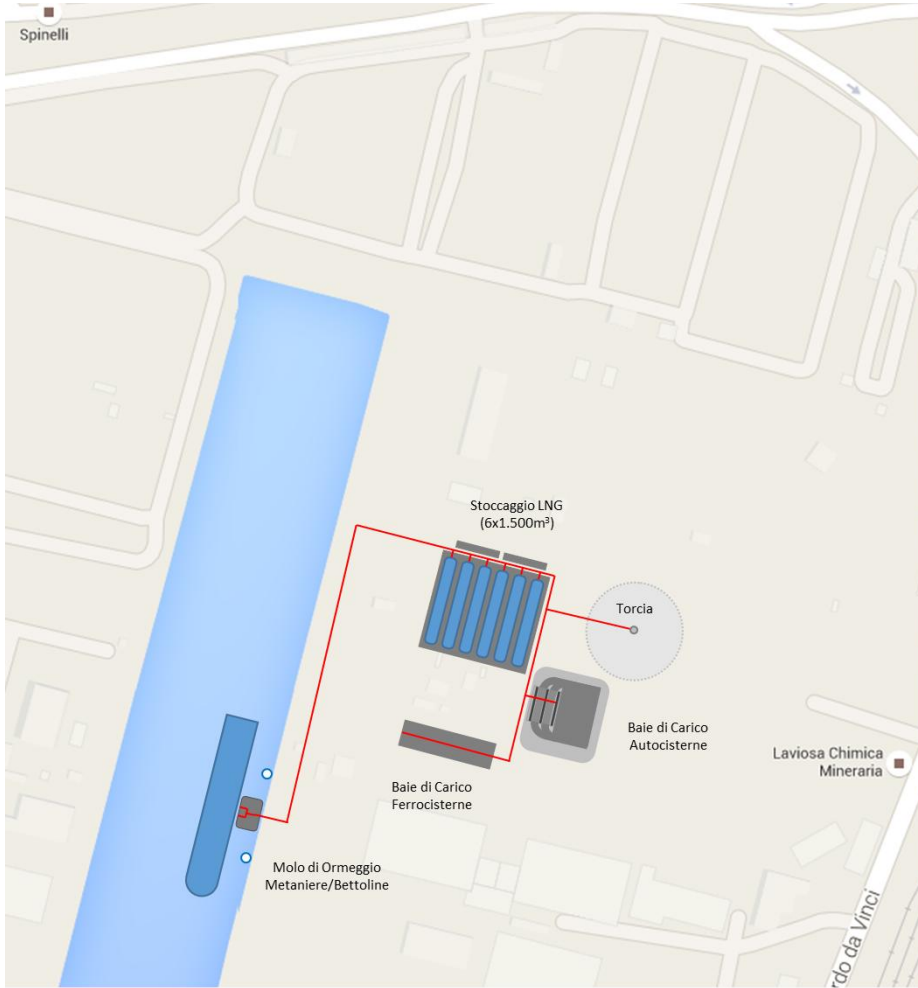 Spinelli
Stoccaggio LNG
(6x1.500m³)
Torcia
Baie di Carico
Autocisterne
Laviosa Chimica
Mineraria
Baie di Carico
Ferrocisterne
Molo di Ormeggio
Metaniere/Bettoline
rdo da Vinci